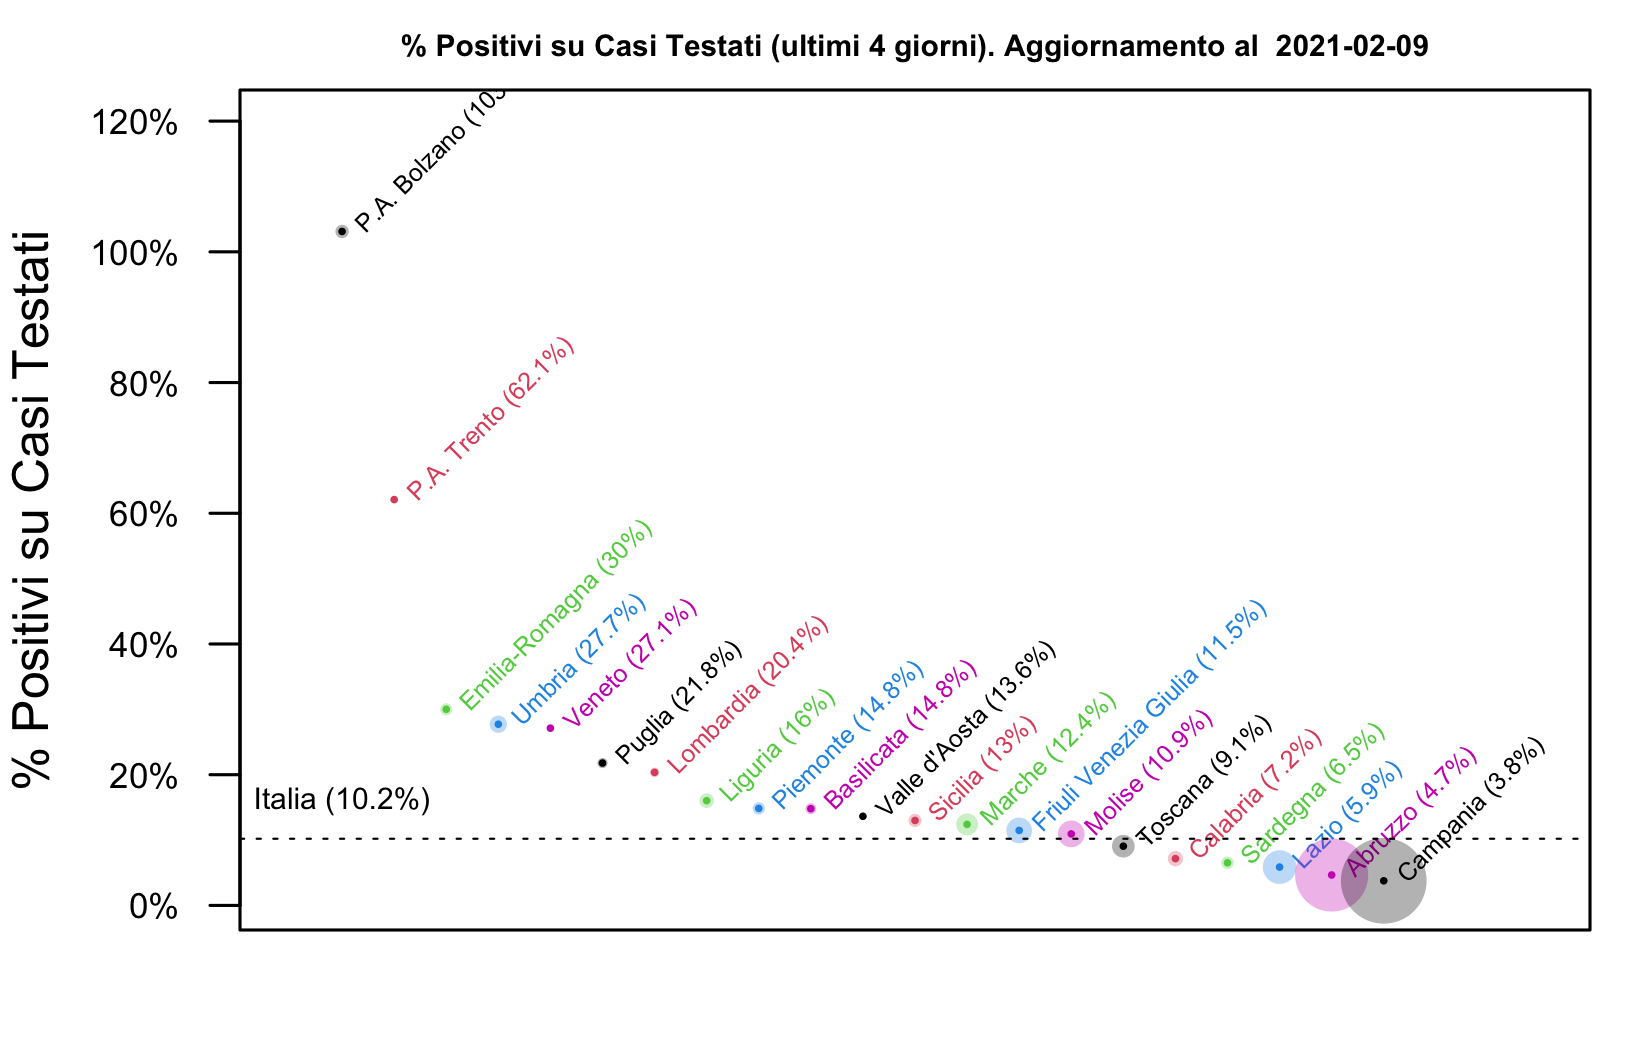 % Positivi su Casi Testati (ultimi 4 giorni). Aggiornamento al 2021-02-09
% Positivi su Casi Testati
120%
100%
80%
60%
40%
20%
0%
P.A. Bolzano (103
P.A. Trento (62.1%)
Emilia-Romagna (30%)
Umbria (27.7%)
Veneto (27.1%)
Puglia (21.8%)
Lombardia (20.4%)
Liguria (16%)
Piemonte (14.8%)
Basilicata (14.8%)
Valle d'Aosta (13.6%)
Sicilia (13%)
Marche (12.4%)
Friuli Venezia Giulia (11.5%)
Molise (10.9%)
Toscana (9.1%)
Calabria (7.2%)
Sardegna (6.5%)
Lazio (5.9%)
Abruzzo (4.7%)
Campania (3.8%)
Italia (10.2%)